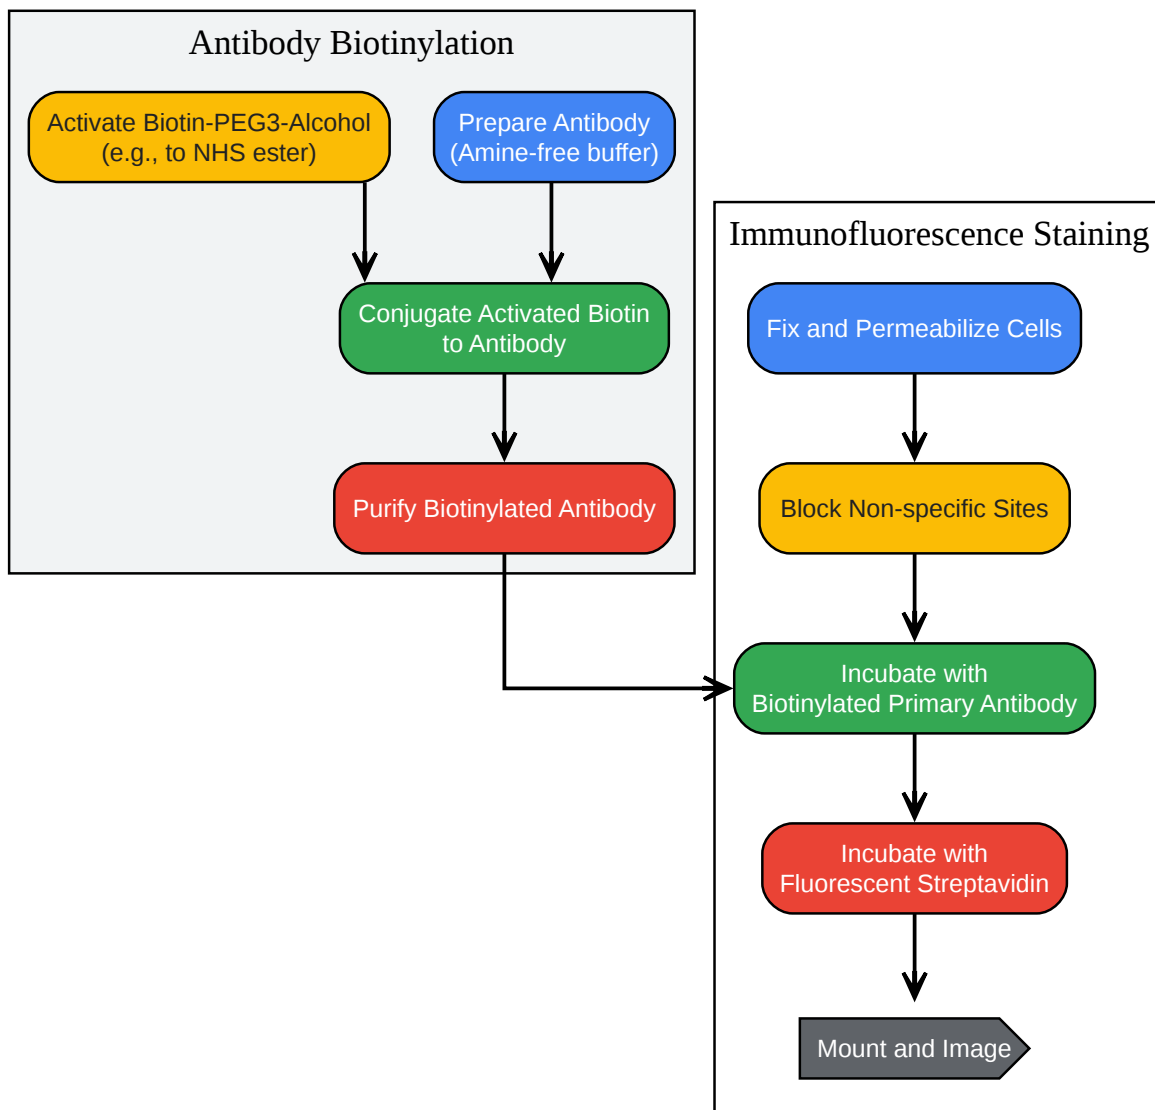 Antibody Biotinylation
Activate Biotin-PEG3-Alcohol
(e.g., to NHS ester)
Prepare Antibody
(Amine-free buffer)
Conjugate Activated Biotin
to Antibody
Purify Biotinylated Antibody
Immunofluorescence Staining
Fix and Permeabilize Cells
Block Non-specific Sites
Incubate with
Biotinylated Primary Antibody
Incubate with
Fluorescent Streptavidin
Mount and Image